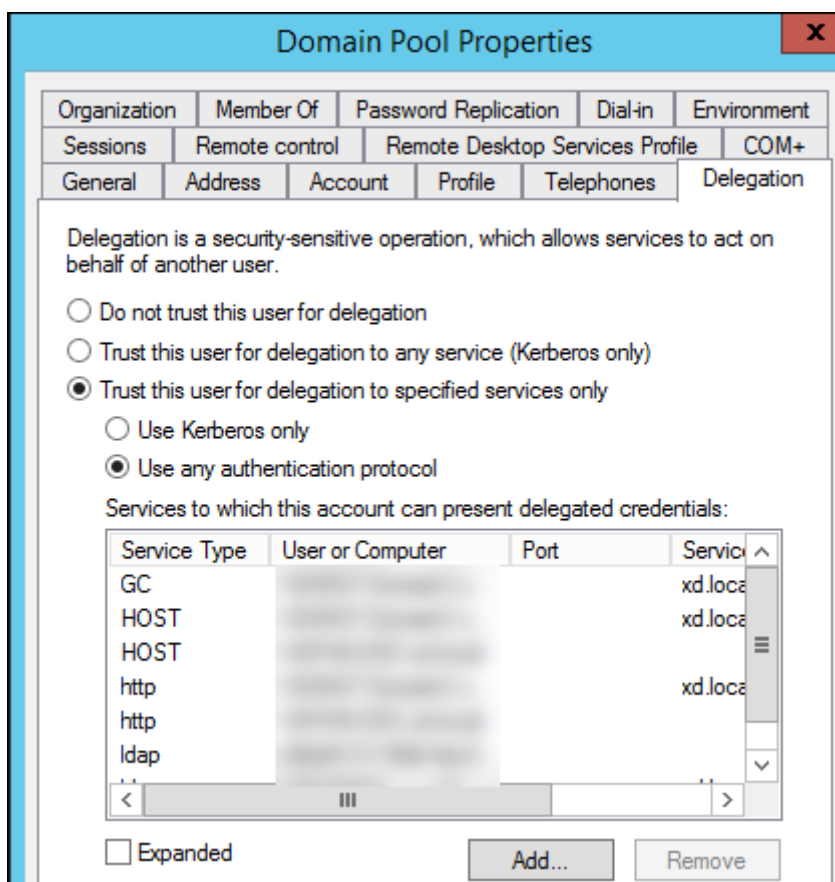 Domain Pool Properties
x
Organization Member Of Password Replication Dial-in Environment
Sessions Remote control Remote Desktop Services Profile COM+
General Address Account Profile Telephones Delegation
Delegation is a security-sensitive operation, which allows services to act on
behalf of another user.
Do not trust this user for delegation
Trust this user for delegation to any service (Kerberos only)
Trust this user for delegation to specified services only
Use Kerberos only
Use any authentication protocol
Services to which this account can present delegated credentials:
Service Type User or Computer Port Servic
GC xd.loca
HOST xd.loca
HOST
http xd.loca
http
ldap
Expanded Add... Remove